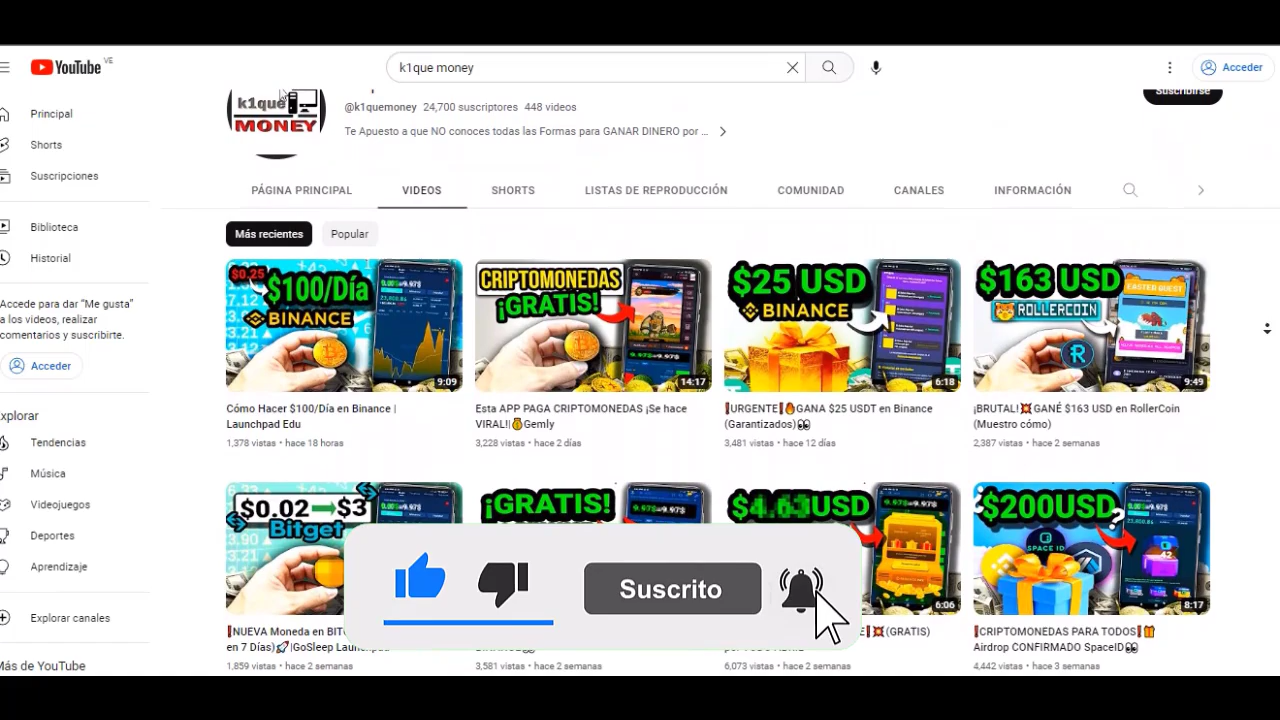 YouTube VE
k1que money
Acceder
k1que
MONEY
@k1quemoney 24,700 suscriptores 448 videos
Suscribirse
Te Apuesto a que NO conoces todas las Formas para GANAR DINERO por ...
Principal
Shorts
Suscripciones
Biblioteca
Historial
Accede para dar “Me gusta”
a los videos, realizar
comentarios y suscribirte.
Acceder
Explorar
Tendencias
Música
Videojuegos
Deportes
Aprendizaje
Explorar canales
Más de YouTube
PÁGINA PRINCIPAL VIDEOS SHORTS LISTAS DE REPRODUCCIÓN COMUNIDAD CANALES INFORMACIÓN
Más recientes Popular
$0.25
$100/Día
BINANCE
9:09
CRIPTOMONEDAS
¡GRATIS!
14:17
$25 USD
BINANCE
6:18
$163 USD
ROLLERCOIN
EASTER QUEST
9:49
Cómo Hacer $100/Día en Binance |
Launchpad Edu
1,378 vistas • hace 18 horas
Esta APP PAGA CRIPTOMONEDAS ¡Se hace
VIRAL!💰Gemly
3,228 vistas • hace 2 días
❗URGENTE❗🔥GANA $25 USDT en Binance
(Garantizados)👀
3,481 vistas • hace 12 días
¡BRUTAL!💥GANÉ $163 USD en RollerCoin
(Muestro cómo)
2,387 vistas • hace 2 semanas
$0.02 $3
Bitget
¡GRATIS!
USD
6:06
$200USD?
SPACE ID
8:17
❗NUEVA Moneda en
en 7 Días)🚀|GoSleep
1,859 vistas • hace 2 semanas
3,581 vistas • hace 2 semanas
💥(GRATIS)
6,073 vistas • hace 2 semanas
❗CRIPTOMONEDAS PARA TODOS❗🎁
Airdrop CONFIRMADO SpaceID👀
4,442 vistas • hace 3 semanas
Suscrito